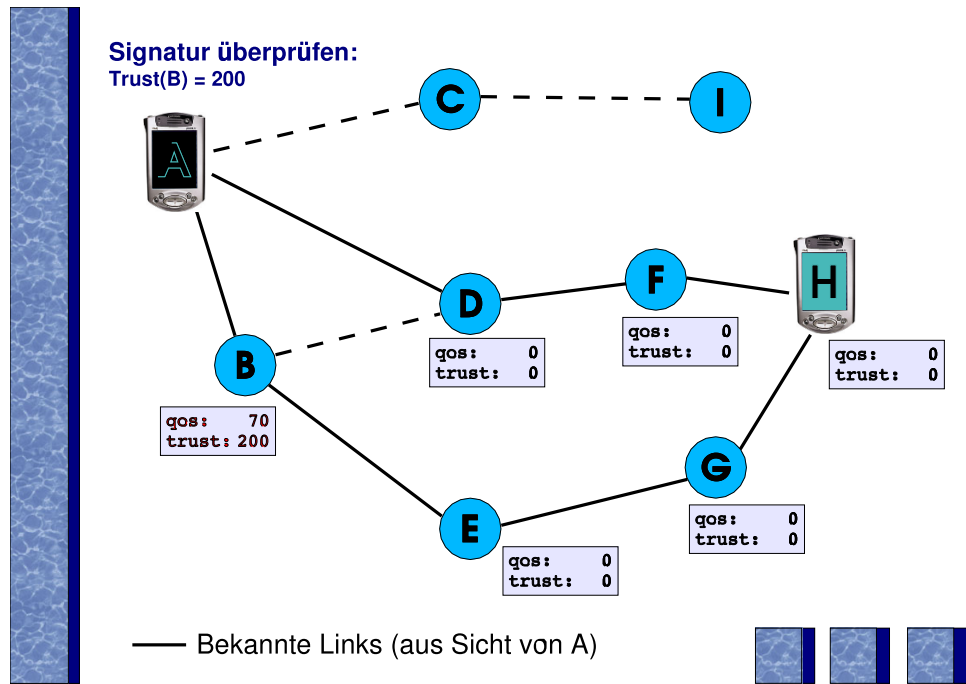 Signatur überprüfen:
Trust(B) = 200
C
I
A
H
F
D
B
qos: 0
trust: 0
qos: 0
trust: 0
qos: 0
trust: 0
qos: 70
trust: 200
G
E
qos: 0
trust: 0
qos: 0
trust: 0
Bekannte Links (aus Sicht von A)